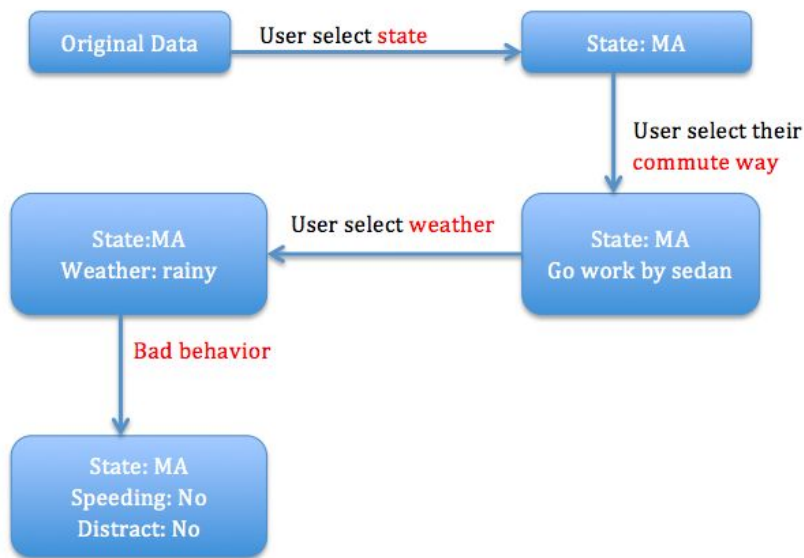 Original Data
User select state
State: MA
User select their
commute way
State: MA
Go work by sedan
User select weather
State:MA
Weather: rainy
Bad behavior
State: MA
Speeding: No
Distract: No